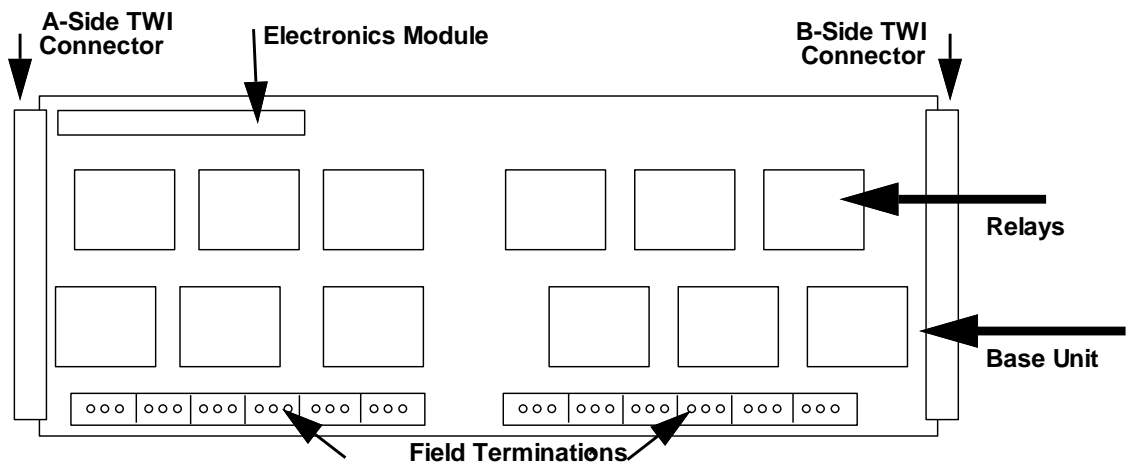 A-Side TWI
Connector
Electronics Module
B-Side TWI
Connector
Relays
Base Unit
Field Terminations